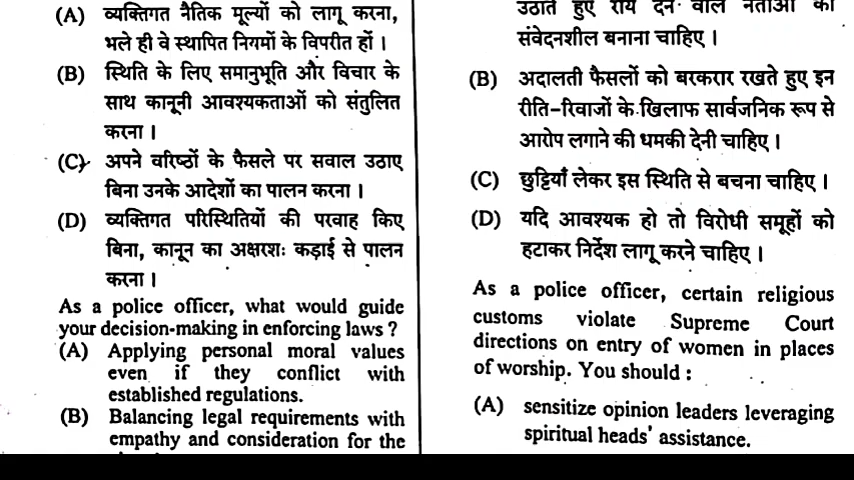 (A) व्यक्तिगत नैतिक मूल्यों को लागू करना,
भले ही वे स्थापित नियमों के विपरीत हों ।
(B) स्थिति के लिए समानुभूति और विचार के
साथ कानूनी आवश्यकताओं को संतुलित
करना ।
(C) अपने वरिष्ठों के फैसले पर सवाल उठाए
बिना उनके आदेशों का पालन करना ।
(D) व्यक्तिगत परिस्थितियों की परवाह किए
बिना, कानून का अक्षरशः कड़ाई से पालन
करना ।
As a police officer, what would guide
your decision-making in enforcing laws ?
(A) Applying personal moral values
even if they conflict with
established regulations.
(B) Balancing legal requirements with
empathy and consideration for the
उठाते हुए राय देने वाले नेताओं को
संवेदनशील बनाना चाहिए ।
(B) अदालती फैसलों को बरकरार रखते हुए इन
रीति-रिवाजों के खिलाफ सार्वजनिक रूप से
आरोप लगाने की धमकी देनी चाहिए ।
(C) छुट्टियाँ लेकर इस स्थिति से बचना चाहिए ।
(D) यदि आवश्यक हो तो विरोधी समूहों को
हटाकर निर्देश लागू करने चाहिए ।
As a police officer, certain religious
customs violate Supreme Court
directions on entry of women in places
of worship. You should :
(A) sensitize opinion leaders leveraging
spiritual heads' assistance.